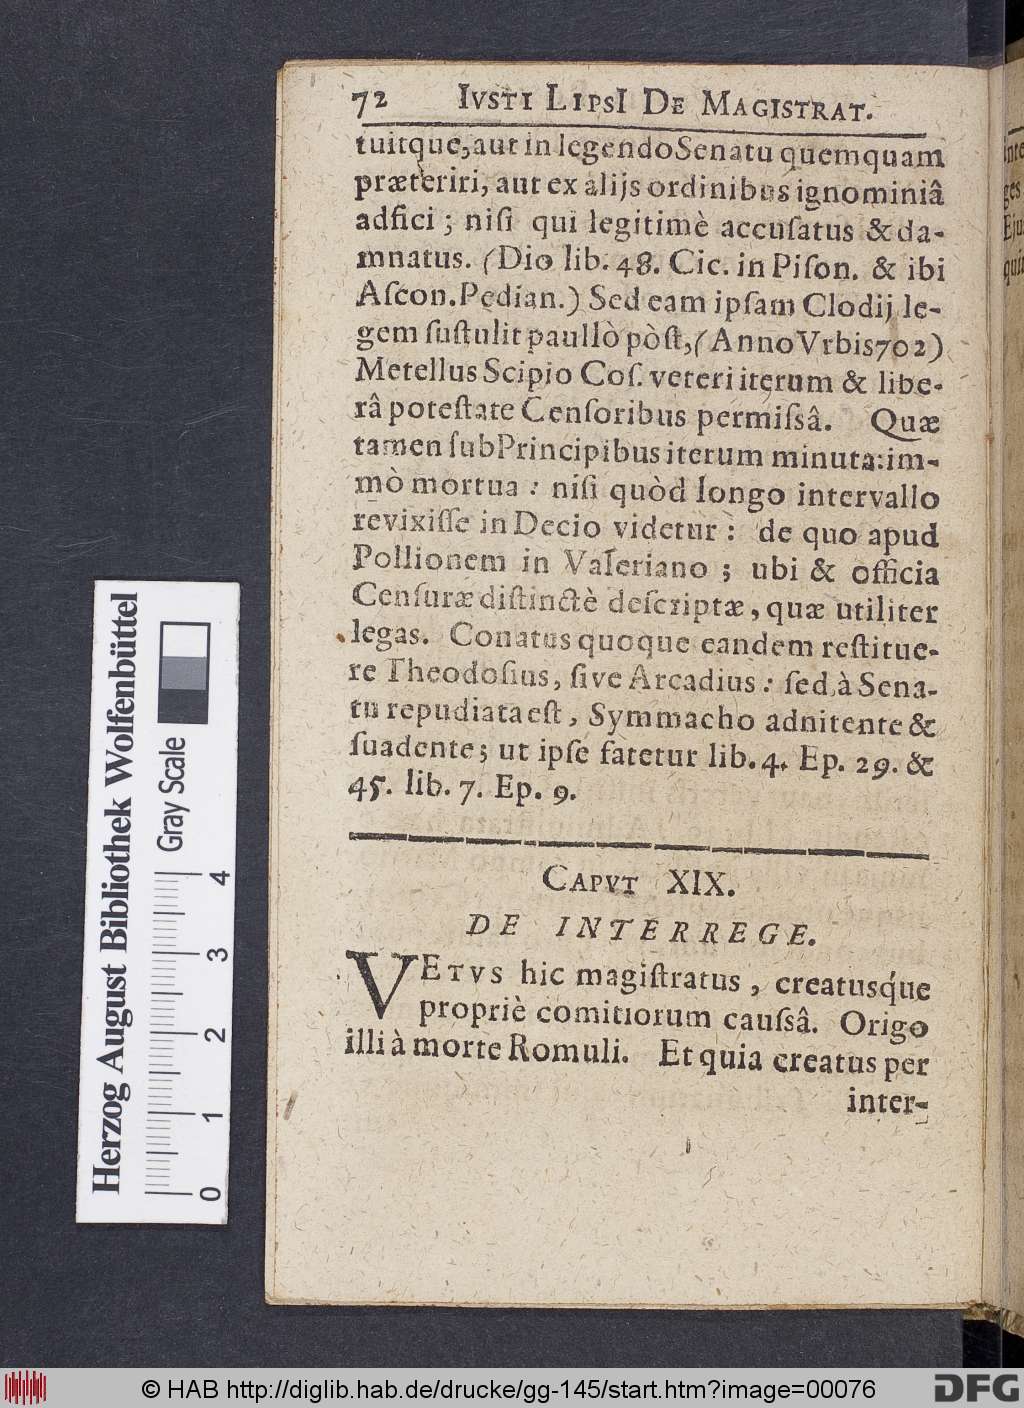 72 IVSTI LIPSI DE MAGISTRAT.
tuitque, aut in legendo Senatu quemquam
præteriri, aut ex alijs ordinibus ignominiâ
adfici ; niſi qui legitimè accuſatus & da-
mnatus. (Dio lib. 48. Cic. in Piſon. & ibi
Aſcon. Pedian.) Sed eam ipſam Clodij le-
gem ſuſtulit paullò pòſt, (Anno Vrbis 702)
Metellus Scipio Coſ. veteri iterum & libe-
râ poteſtate Cenſoribus permiſsâ. Quæ
tamen ſub Principibus iterum minuta: im-
mò mortua : niſi quòd longo intervallo
revixiſſe in Decio videtur : de quo apud
Pollionem in Valeriano ; ubi & officia
Cenſuræ diſtinctè deſcriptæ, quæ utiliter
legas. Conatus quoque eandem reſtitue-
re Theodoſius, ſive Arcadius : ſed à Sena-
tu repudiata eſt, Symmacho adnitente &
ſuadente; ut ipſe fatetur lib. 4. Ep. 29. &
45. lib. 7. Ep. 9.
CAPVT XIX.
DE INTERREGE.
VETVS hic magiſtratus, creatusq́ue
propriè comitiorum cauſsâ. Origo
illi à morte Romuli. Et quia creatus per
inter-
inte
ges
Eju
quin
Herzog August Bibliothek Wolfenbüttel
Gray Scale
0 1 2 3 4
© HAB http://diglib.hab.de/drucke/gg-145/start.htm?image=00076
DFG